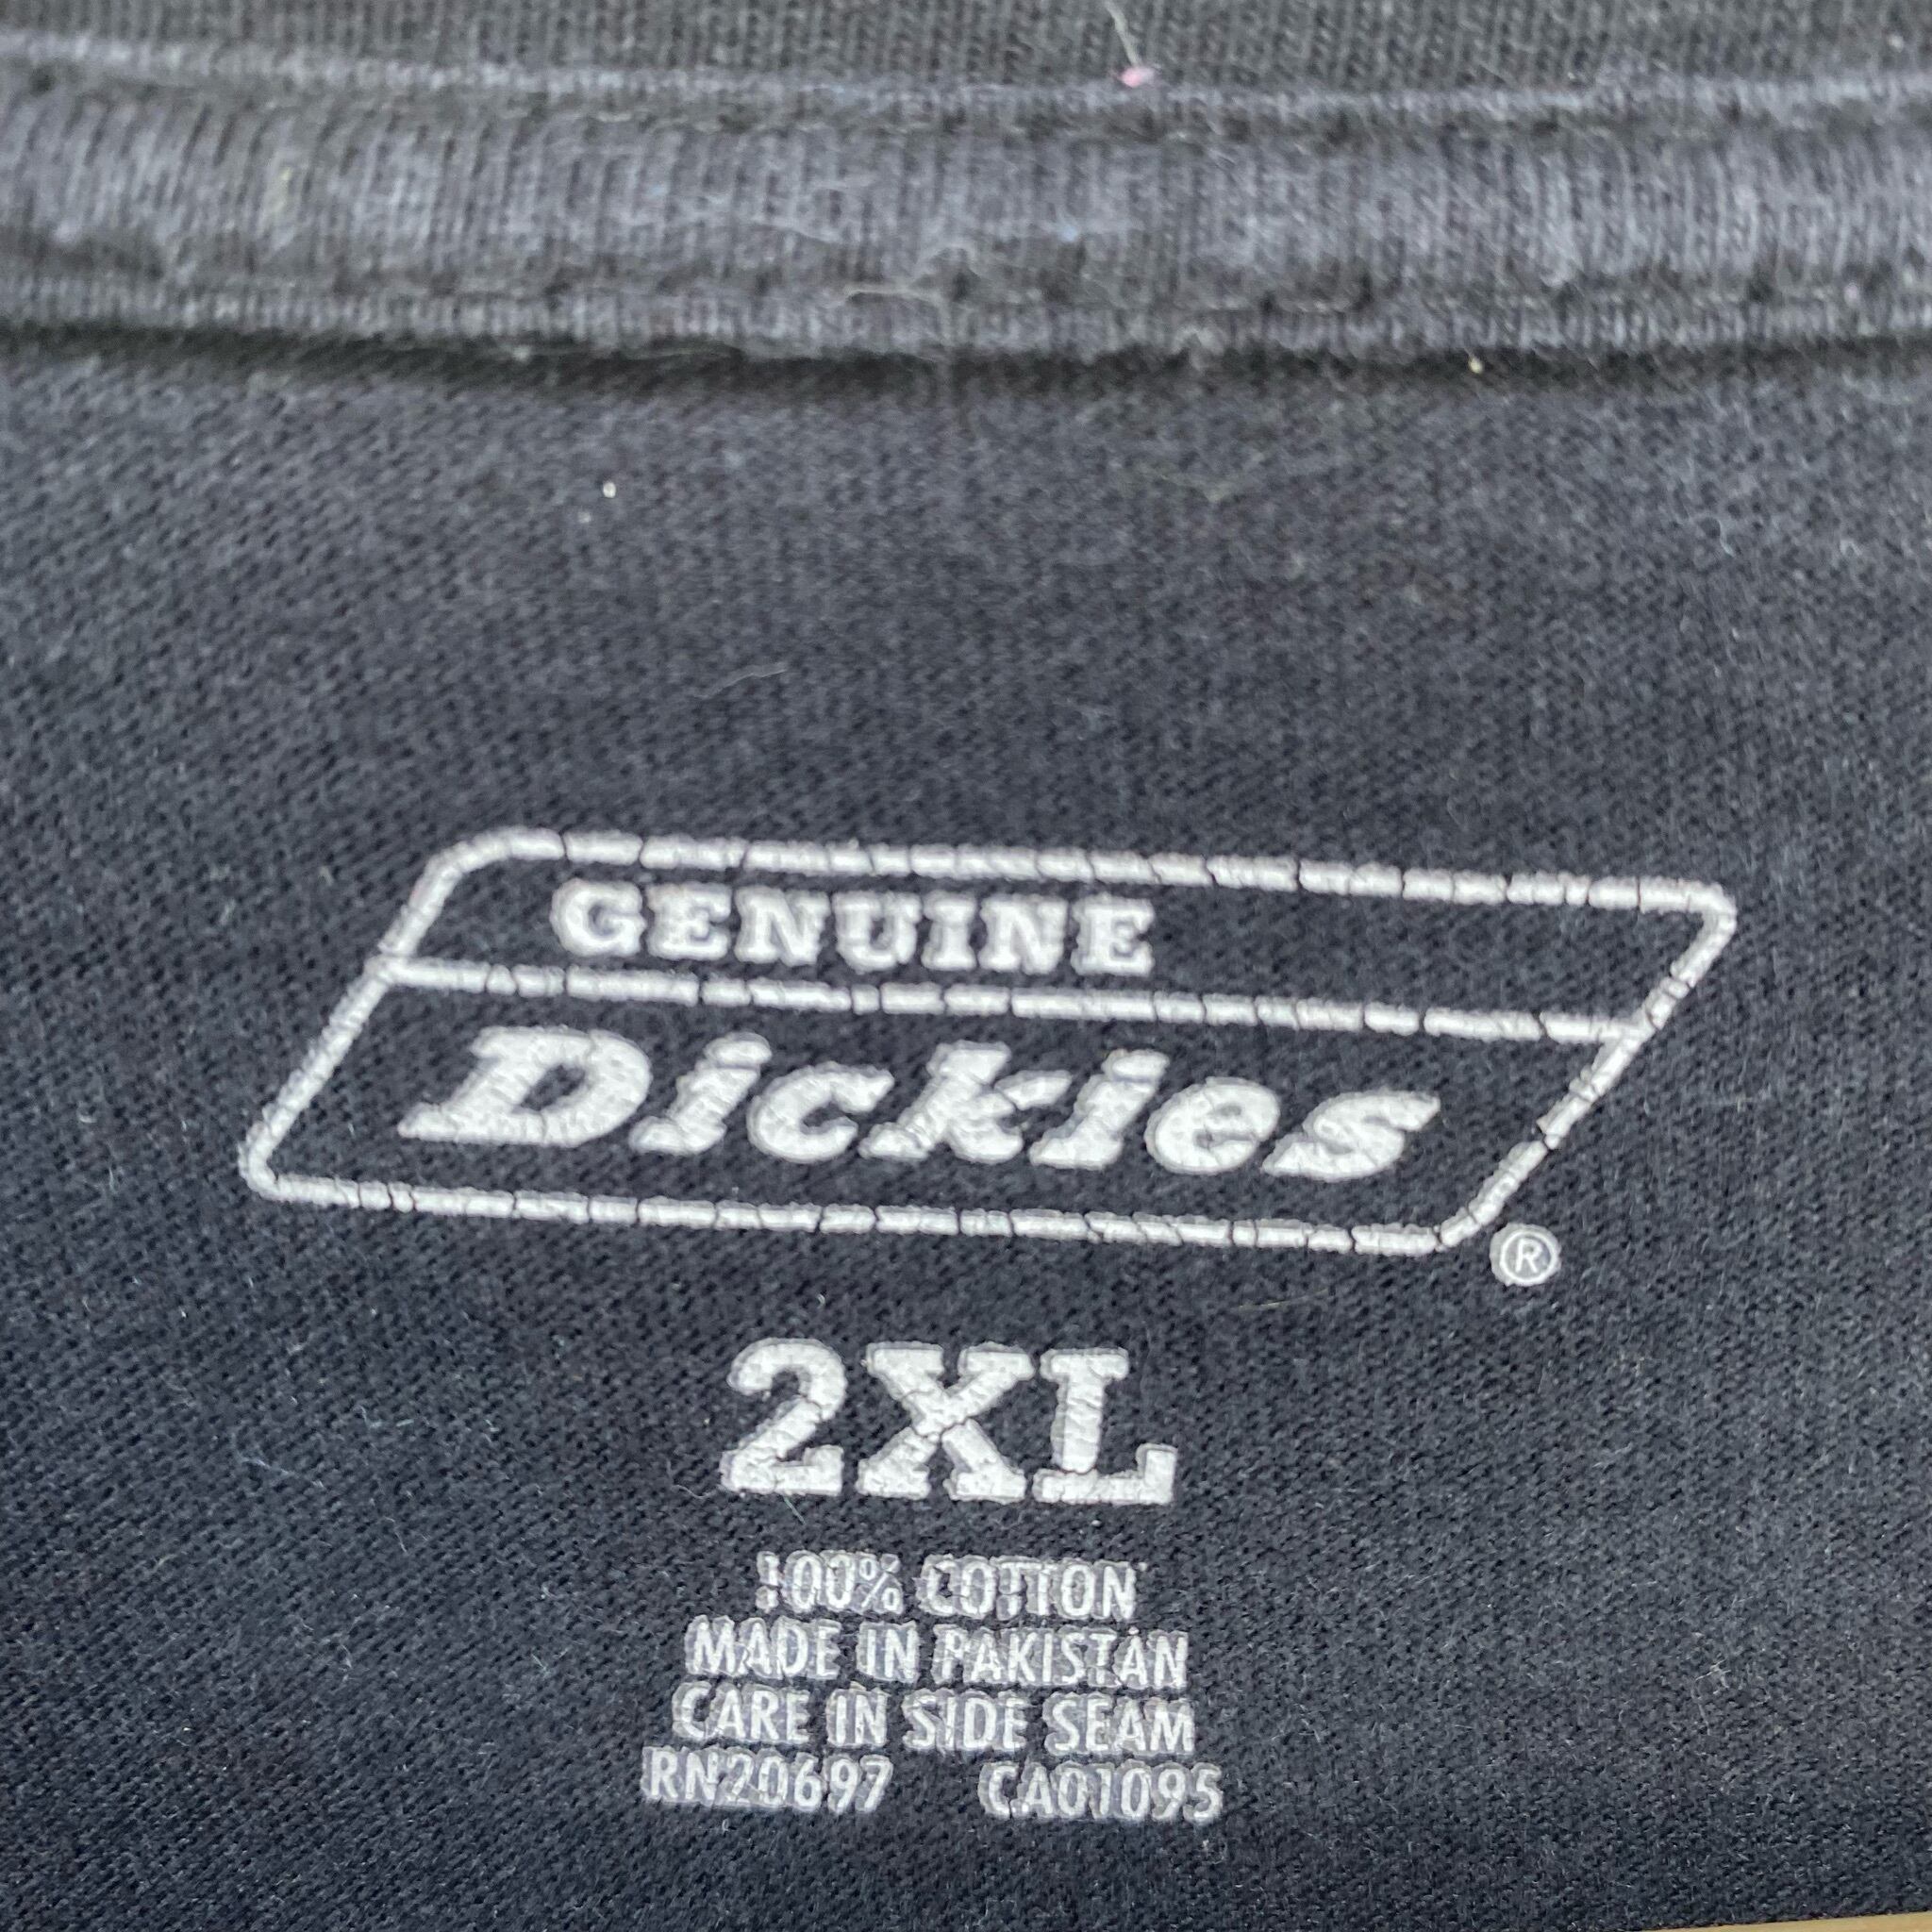 GENUINE
Dickies
®
2XL
100% COTTON
MADE IN PAKISTAN
CARE IN SIDE SEAM
RN20697 CA01095